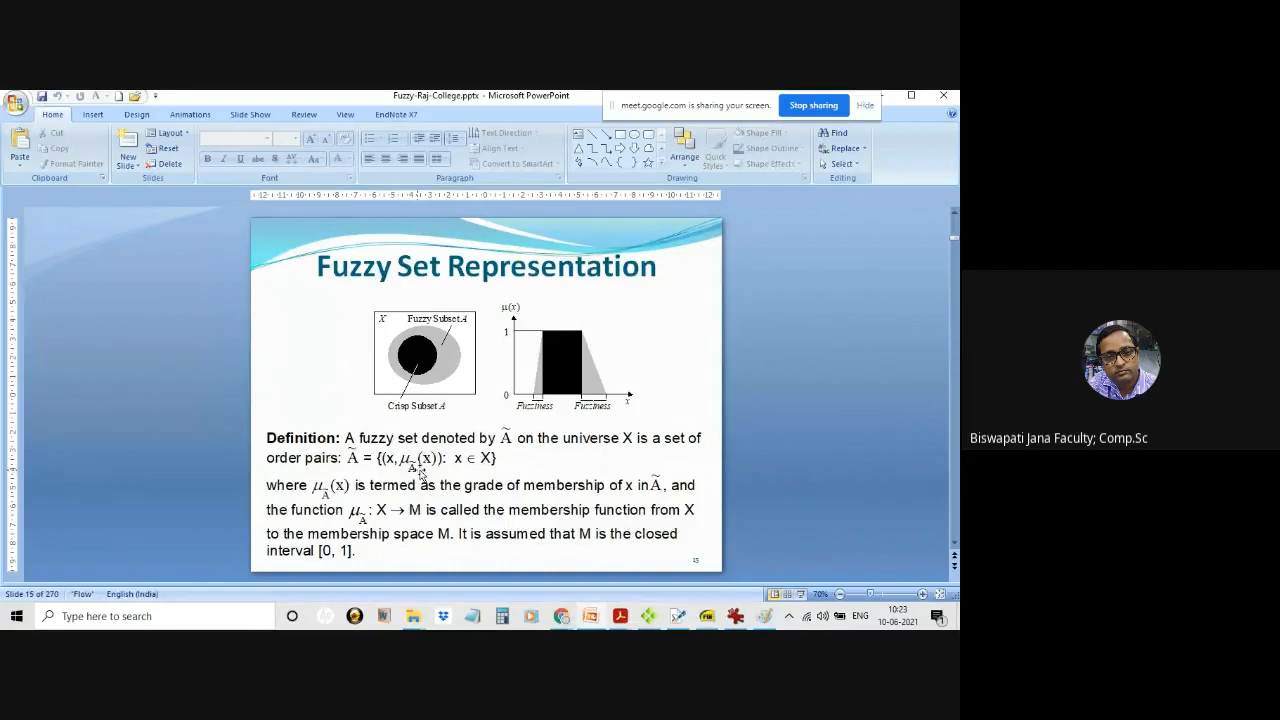 Fuzzy-Raj-College.pptx - Microsoft PowerPoint
meet.google.com is sharing your screen.
Stop sharing
Hide
Home Insert Design Animations Slide Show Review View EndNote X7
Paste
Cut
Copy
Format Painter
Clipboard
New Slide
Layout
Reset
Delete
Slides
Font
Text Direction
Align Text
Convert to SmartArt
Paragraph
Arrange
Quick Styles
Shape Fill
Shape Outline
Shape Effects
Drawing
Find
Replace
Select
Editing
Fuzzy Set Representation
X Fuzzy Subset A
Crisp Subset A
μ(x)
1
0
x
Fuzziness Fuzziness
Definition: A fuzzy set denoted by Ã on the universe X is a set of
order pairs: Ã = {(x, μÃ(x)): x ∈ X}
where μÃ(x) is termed as the grade of membership of x in Ã, and
the function μÃ: X → M is called the membership function from X
to the membership space M. It is assumed that M is the closed
interval [0, 1].
15
Biswapati Jana Faculty; Comp.Sc
Slide 15 of 270 "Flow" English (India) 70%
Type here to search
ENG
10:23
10-06-2021